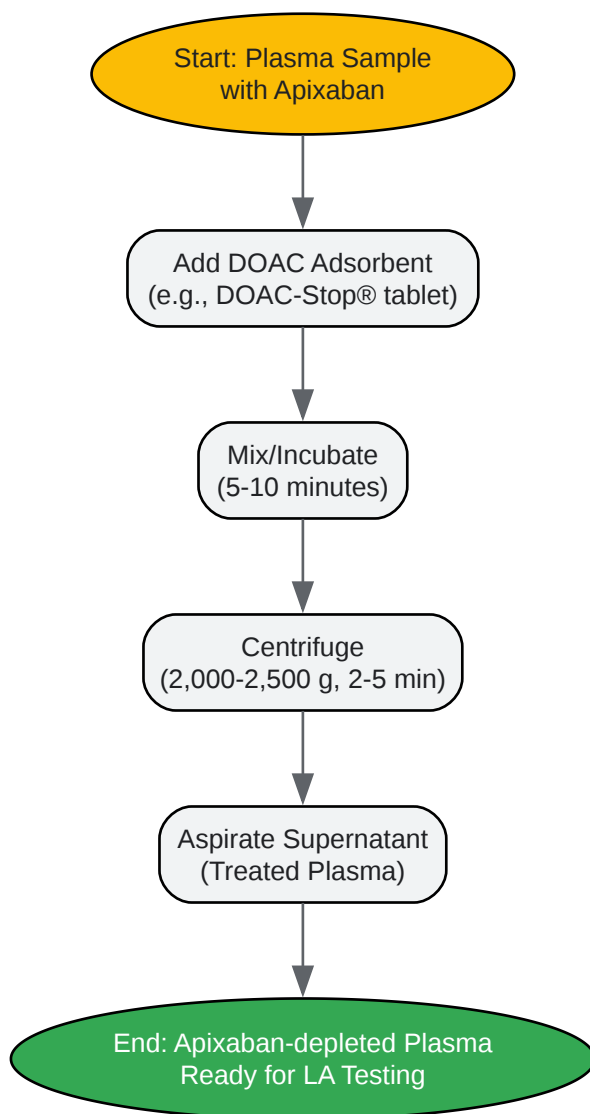 Start: Plasma Sample
with Apixaban
Add DOAC Adsorbent
(e.g., DOAC-Stop® tablet)
Mix/Incubate
(5-10 minutes)
Centrifuge
(2,000-2,500 g, 2-5 min)
Aspirate Supernatant
(Treated Plasma)
End: Apixaban-depleted Plasma
Ready for LA Testing